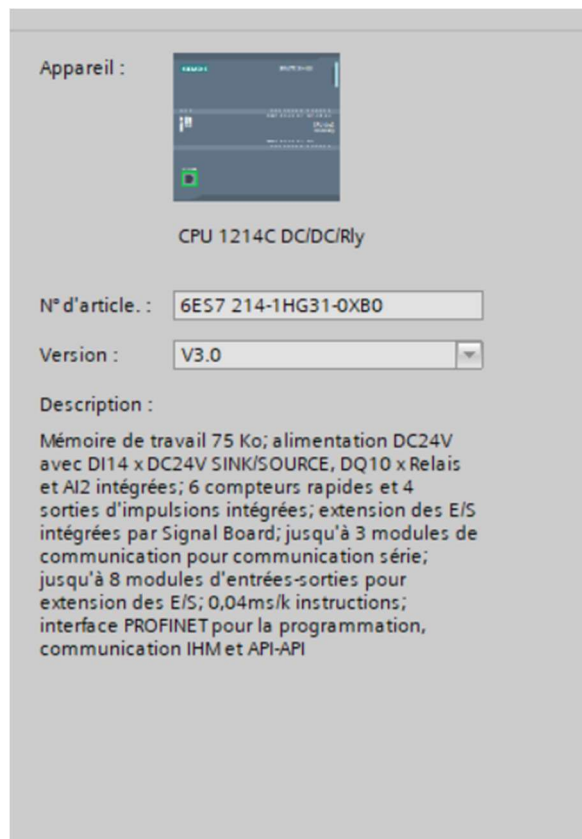 Appareil :
SIEMENS
CPU 1214C DC/DC/Rly
N° d'article. :
6ES7 214-1HG31-0XB0
Version :
V3.0
Description :
Mémoire de travail 75 Ko; alimentation DC24V
avec DI14 x DC24V SINK/SOURCE, DQ10 x Relais
et AI2 intégrées; 6 compteurs rapides et 4
sorties d'impulsions intégrées; extension des E/S
intégrées par Signal Board; jusqu'à 3 modules de
communication pour communication série;
jusqu'à 8 modules d'entrées-sorties pour
extension des E/S; 0,04ms/k instructions;
interface PROFINET pour la programmation,
communication IHM et API-API